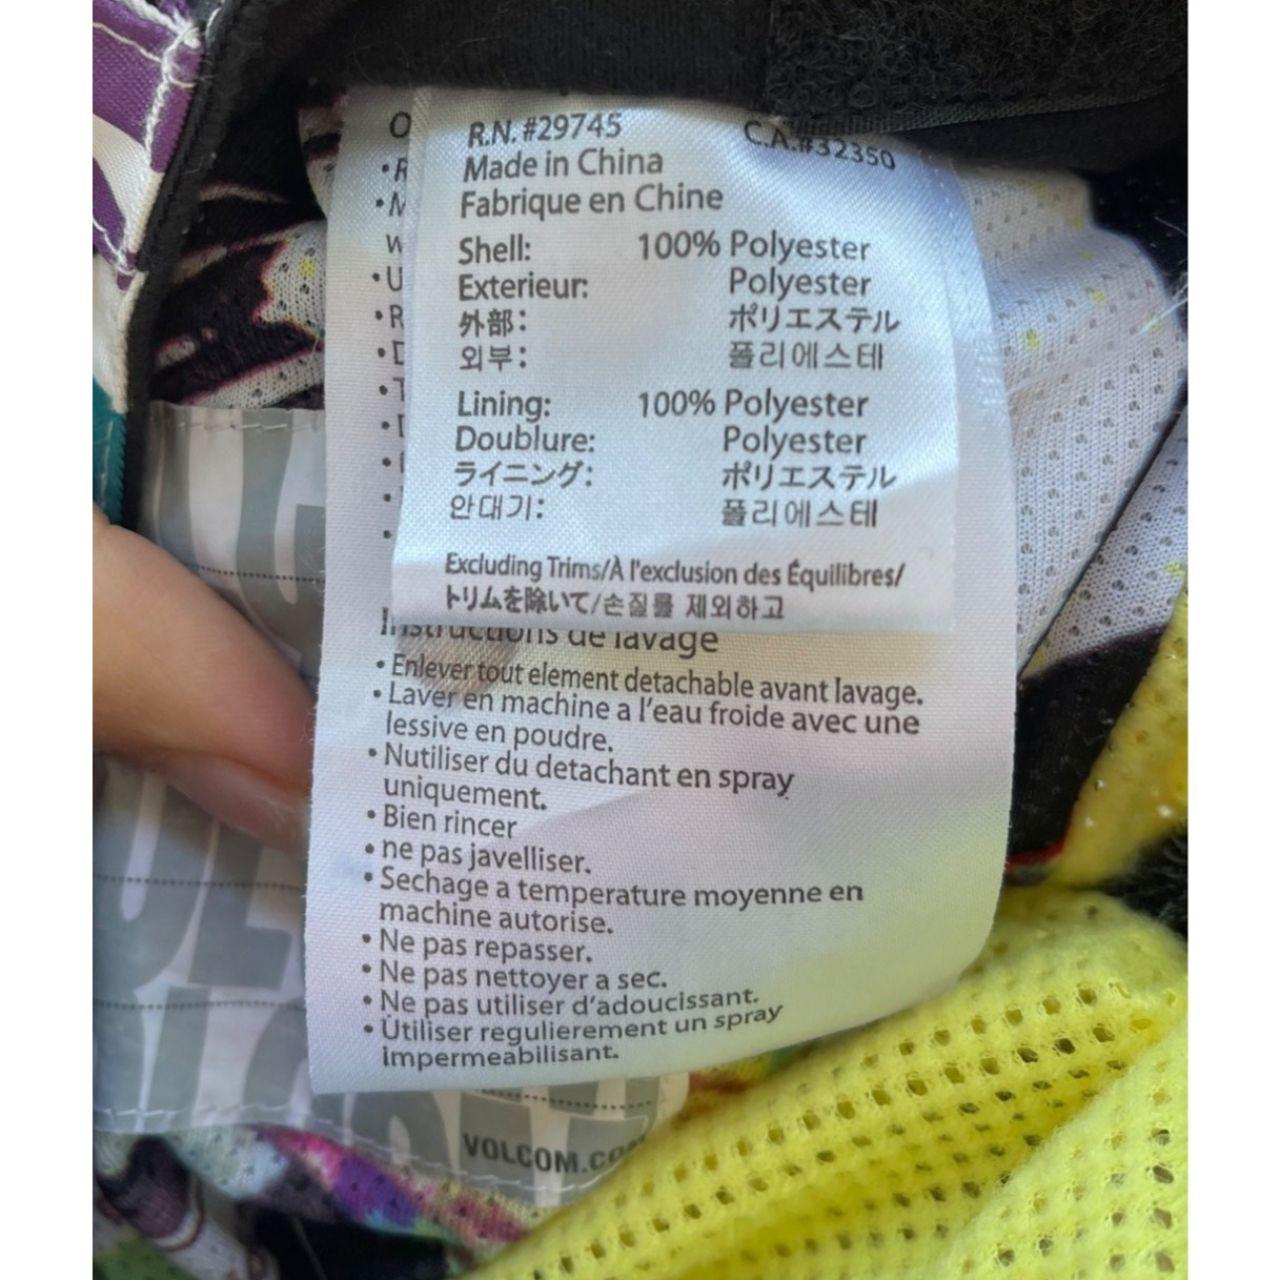 R.N. #29745 C.A.#32350
Made in China
Fabrique en Chine
Shell: 100% Polyester
Exterieur: Polyester
外部: ポリエステル
외부: 폴리에스테
Lining: 100% Polyester
Doublure: Polyester
ライニング: ポリエステル
안대기: 폴리에스테
Excluding Trims/À l'exclusion des Équilibres/
トリムを除いて/손질를 제외하고
Instructions de lavage
• Enlever tout element detachable avant lavage.
• Laver en machine a l'eau froide avec une
lessive en poudre.
• Nutiliser du detachant en spray
uniquement.
• Bien rincer
• ne pas javelliser.
• Sechage a temperature moyenne en
machine autorise.
• Ne pas repasser.
• Ne pas nettoyer a sec.
• Ne pas utiliser d'adoucissant.
• Utiliser regulierement un spray
impermeabilisant.